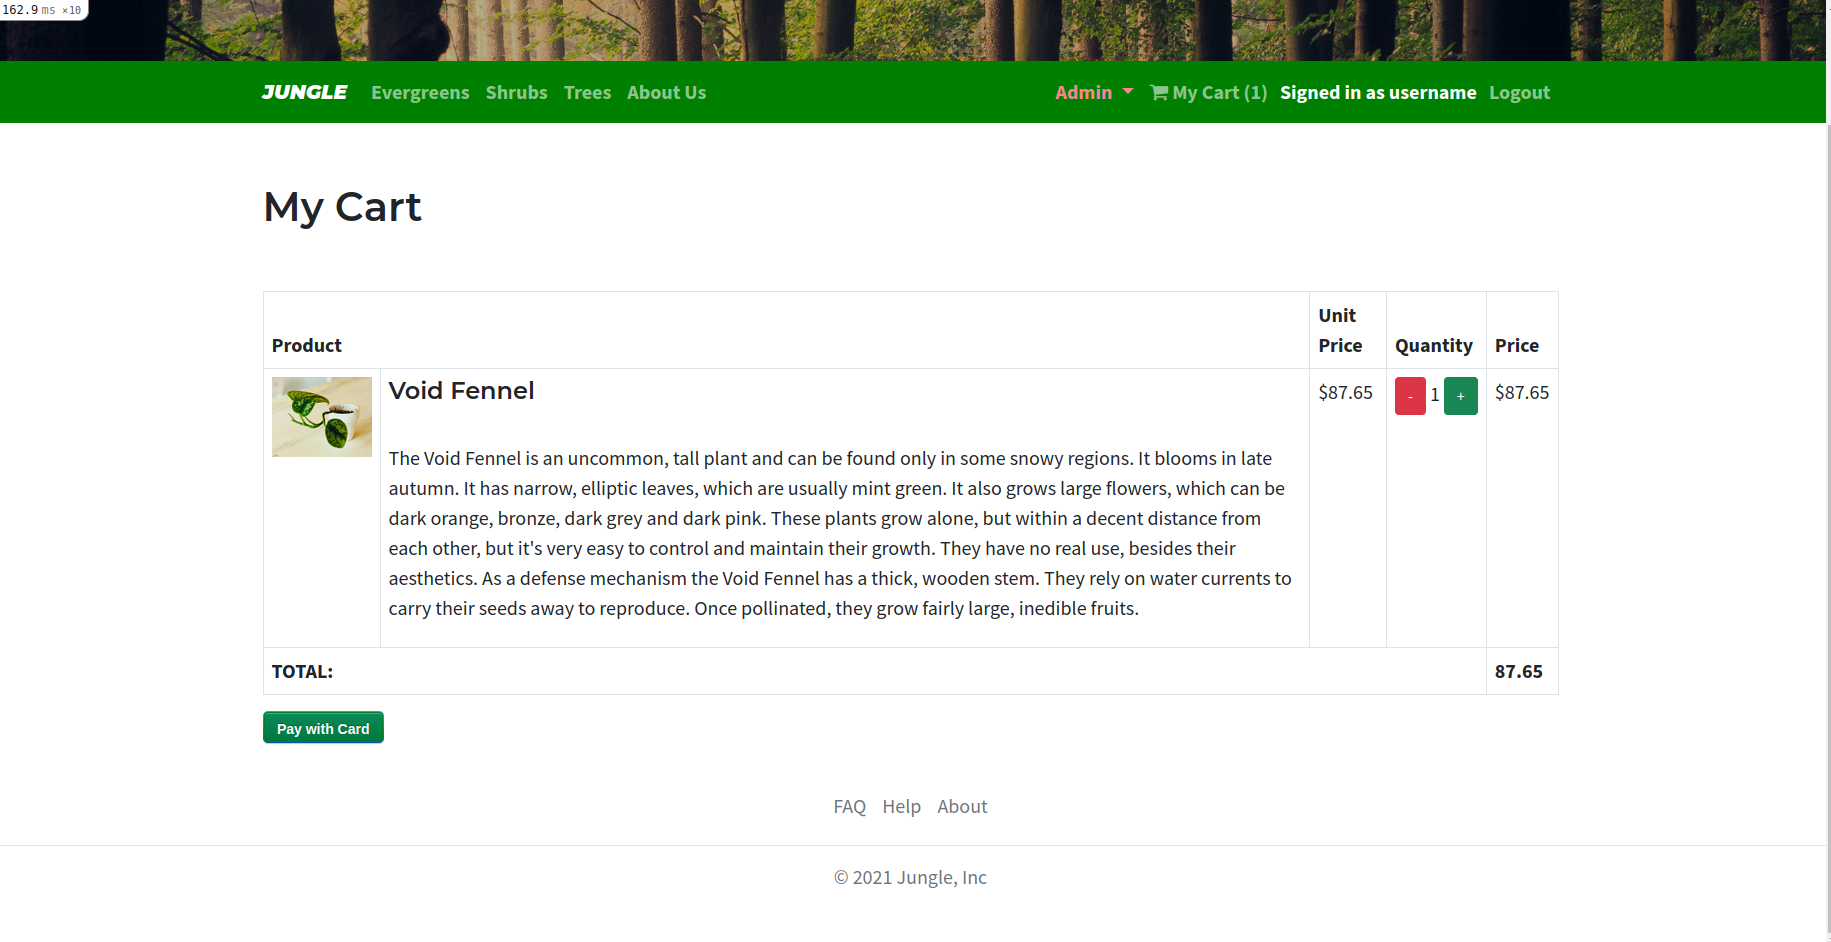 162.9 ms ×10
JUNGLE Evergreens Shrubs Trees About Us Admin My Cart (1) Signed in as username Logout
My Cart
Product Unit Price Quantity Price
Void Fennel $87.65 - 1 + $87.65
The Void Fennel is an uncommon, tall plant and can be found only in some snowy regions. It blooms in late
autumn. It has narrow, elliptic leaves, which are usually mint green. It also grows large flowers, which can be
dark orange, bronze, dark grey and dark pink. These plants grow alone, but within a decent distance from
each other, but it's very easy to control and maintain their growth. They have no real use, besides their
aesthetics. As a defense mechanism the Void Fennel has a thick, wooden stem. They rely on water currents to
carry their seeds away to reproduce. Once pollinated, they grow fairly large, inedible fruits.
TOTAL: 87.65
Pay with Card
FAQ Help About
© 2021 Jungle, Inc